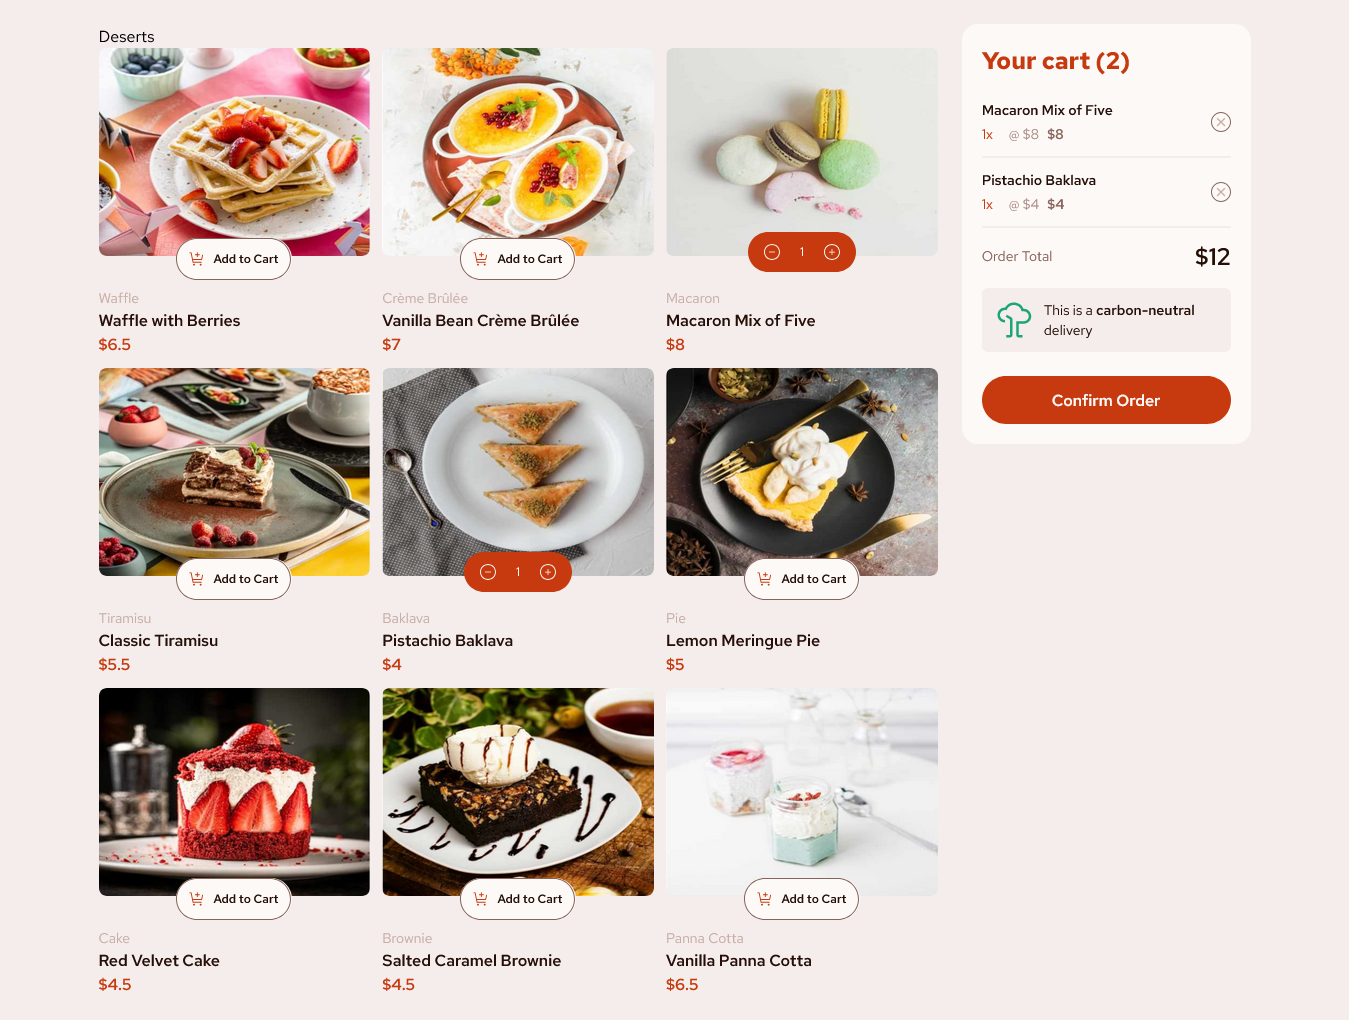 Deserts
Add to Cart
Waffle
Waffle with Berries
$6.5
Add to Cart
Crème Brûlée
Vanilla Bean Crème Brûlée
$7
1
Macaron
Macaron Mix of Five
$8
Add to Cart
Tiramisu
Classic Tiramisu
$5.5
1
Baklava
Pistachio Baklava
$4
Add to Cart
Pie
Lemon Meringue Pie
$5
Add to Cart
Cake
Red Velvet Cake
$4.5
Add to Cart
Brownie
Salted Caramel Brownie
$4.5
Add to Cart
Panna Cotta
Vanilla Panna Cotta
$6.5
Your cart (2)
Macaron Mix of Five
1x @ $8 $8
Pistachio Baklava
1x @ $4 $4
Order Total $12
This is a carbon-neutral
delivery
Confirm Order